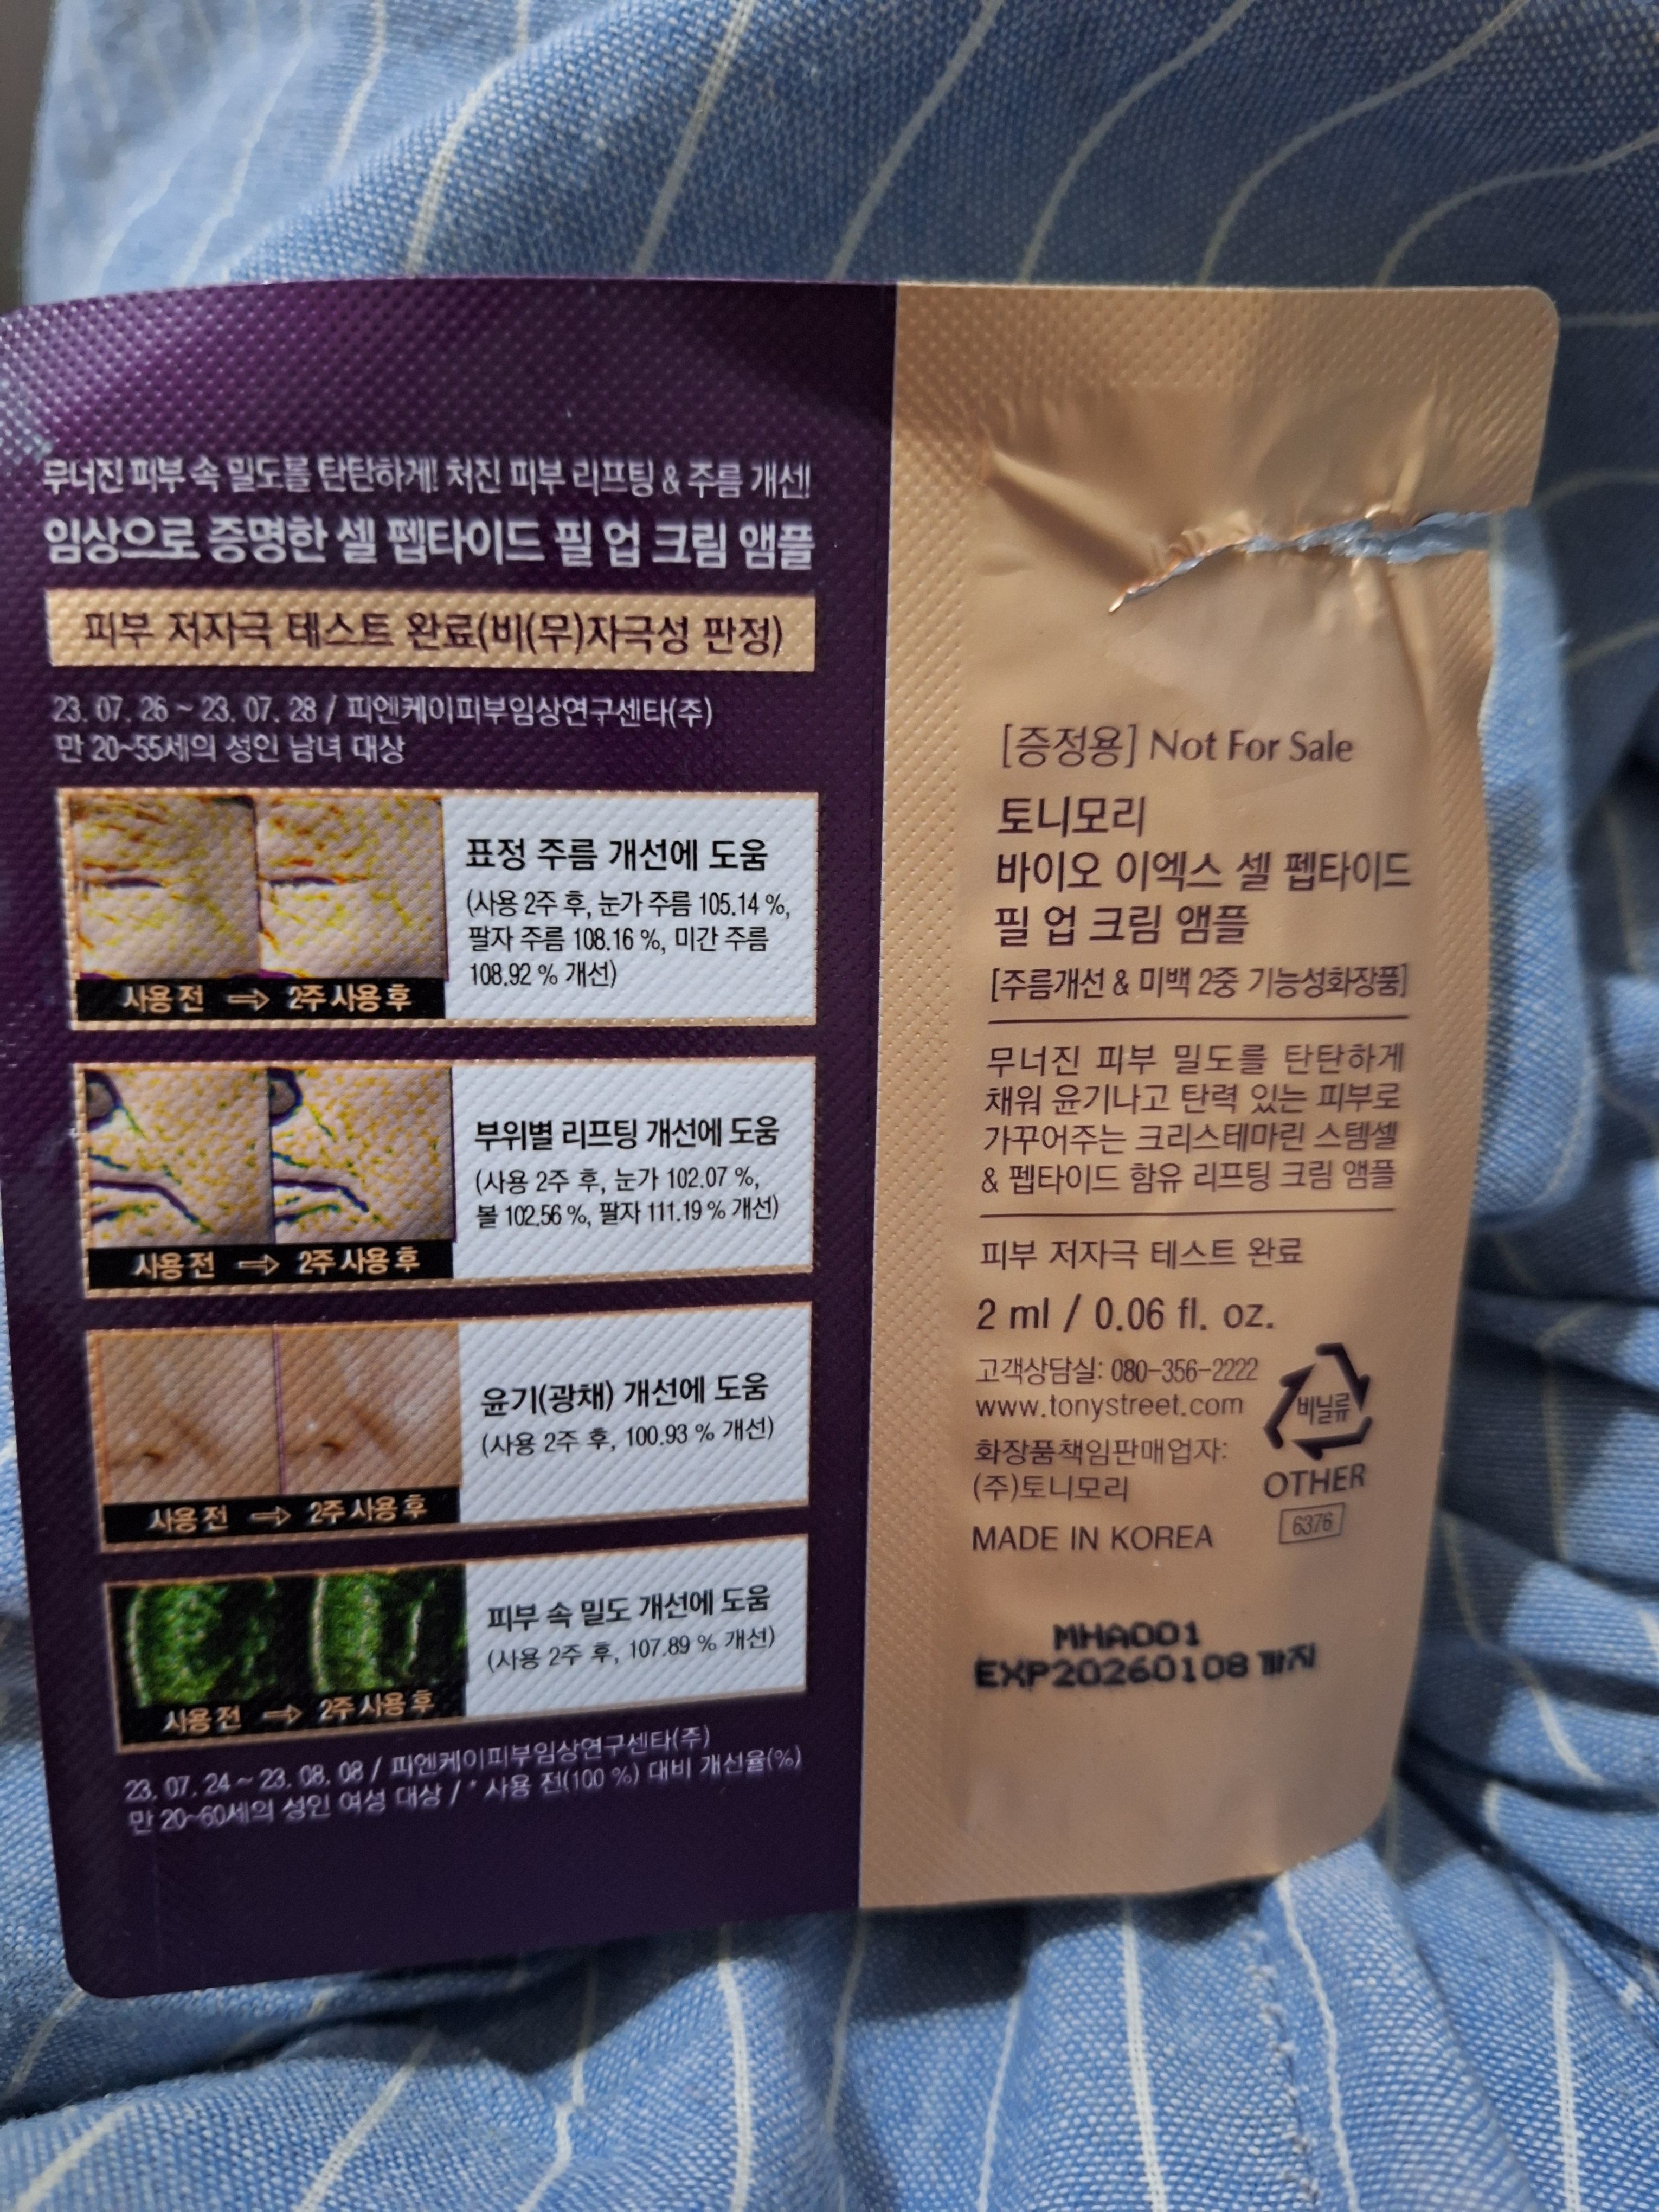 무너진 피부 속 밀도를 탄탄하게! 처진 피부 리프팅 & 주름 개선!
임상으로 증명한 셀 펩타이드 필 업 크림 앰플
피부 저자극 테스트 완료(비(무)자극성 판정)
23. 07. 26 ~ 23. 07. 28 / 피엔케이피부임상연구센타(주)
만 20~55세의 성인 남녀 대상
표정 주름 개선에 도움
(사용 2주 후, 눈가 주름 105.14 %,
팔자 주름 108.16 %, 미간 주름
108.92 % 개선)
사용 전 ⇨ 2주 사용 후
부위별 리프팅 개선에 도움
(사용 2주 후, 눈가 102.07 %,
볼 102.56 %, 팔자 111.19 % 개선)
사용 전 ⇨ 2주 사용 후
윤기(광채) 개선에 도움
(사용 2주 후, 100.93 % 개선)
사용 전 ⇨ 2주 사용 후
피부 속 밀도 개선에 도움
(사용 2주 후, 107.89 % 개선)
사용 전 ⇨ 2주 사용 후
23. 07. 24 ~ 23. 08. 08 / 피엔케이피부임상연구센타(주)
만 20~60세의 성인 여성 대상 / * 사용 전(100 %) 대비 개선율(%)
[증정용] Not For Sale
토니모리
바이오 이엑스 셀 펩타이드
필 업 크림 앰플
[주름개선 & 미백 2중 기능성화장품]
무너진 피부 밀도를 탄탄하게
채워 윤기나고 탄력 있는 피부로
가꾸어주는 크리스테마린 스템셀
& 펩타이드 함유 리프팅 크림 앰플
피부 저자극 테스트 완료
2 ml / 0.06 fl. oz.
고객상담실: 080-356-2222
www.tonystreet.com
화장품책임판매업자:
(주)토니모리
MADE IN KOREA
비닐류
OTHER
6376
MHA001
EXP20260108 까지